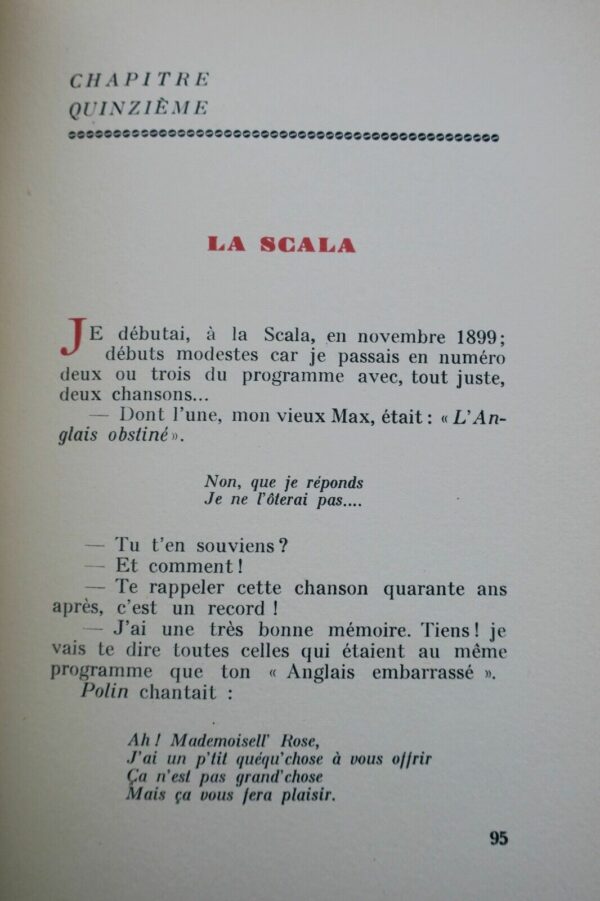 CHAPITRE
QUINZIÈME
LA SCALA
JE débutai, à la Scala, en novembre 1899;
débuts modestes car je passais en numéro
deux ou trois du programme avec, tout juste,
deux chansons...
— Dont l'une, mon vieux Max, était : « L'An-
glais obstiné ».
Non, que je réponds
Je ne l'ôterai pas....
— Tu t'en souviens ?
— Et comment !
— Te rappeler cette chanson quarante ans
après, c'est un record !
— J'ai une très bonne mémoire. Tiens ! je
vais te dire toutes celles qui étaient au même
programme que ton « Anglais embarrassé ».
Polin chantait :
Ah ! Mademoisell' Rose,
J'ai un p'tit quéqu'chose à vous offrir
Ça n'est pas grand'chose
Mais ça vous fera plaisir.
95